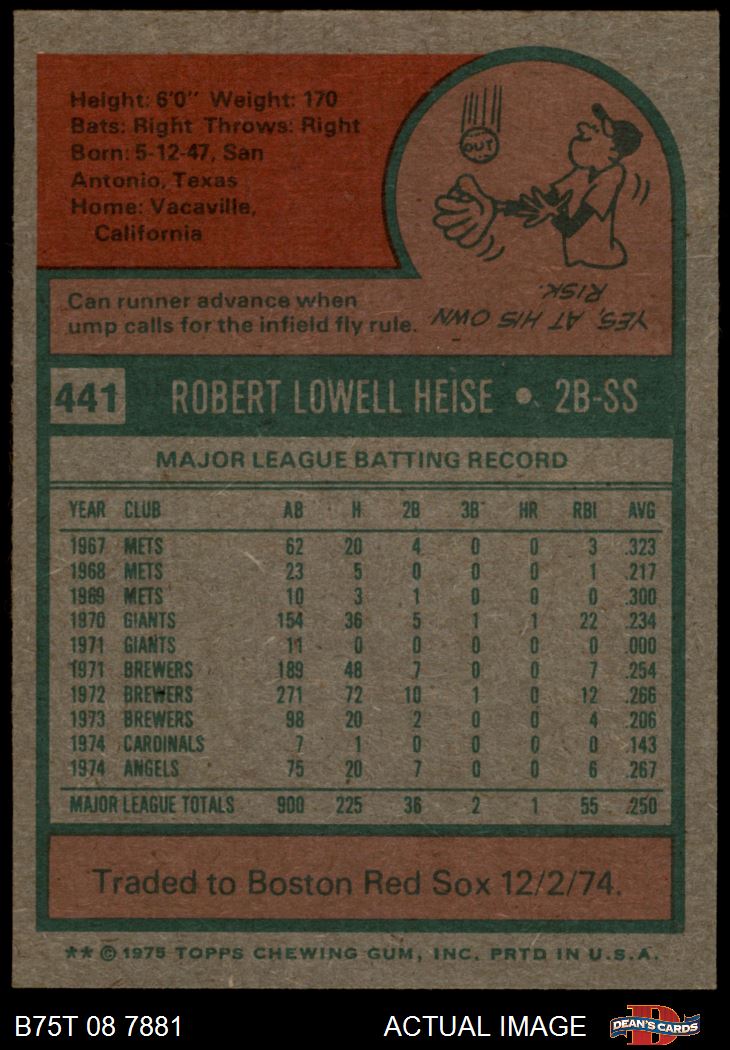 Height: 6'0" Weight: 170
Bats: Right Throws: Right
Born: 5-12-47, San
Antonio, Texas
Home: Vacaville,
California
OUT
Can runner advance when
ump calls for the infield fly rule.
YES, AT HIS OWN
RISK.
441 ROBERT LOWELL HEISE • 2B-SS
MAJOR LEAGUE BATTING RECORD
YEAR CLUB AB H 2B 3B HR RBI AVG
1967 METS 62 20 4 0 0 3 .323
1968 METS 23 5 0 0 0 1 .217
1969 METS 10 3 1 0 0 0 .300
1970 GIANTS 154 36 5 1 1 22 .234
1971 GIANTS 11 0 0 0 0 0 .000
1971 BREWERS 189 48 7 0 0 7 .254
1972 BREWERS 271 72 10 1 0 12 .266
1973 BREWERS 98 20 2 0 0 4 .206
1974 CARDINALS 7 1 0 0 0 0 .143
1974 ANGELS 75 20 7 0 0 6 .267
MAJOR LEAGUE TOTALS 900 225 36 2 1 55 .250
Traded to Boston Red Sox 12/2/74.
** © 1975 TOPPS CHEWING GUM, INC. PRTD IN U.S.A.
B75T 08 7881 ACTUAL IMAGE
DEAN'S CARDS